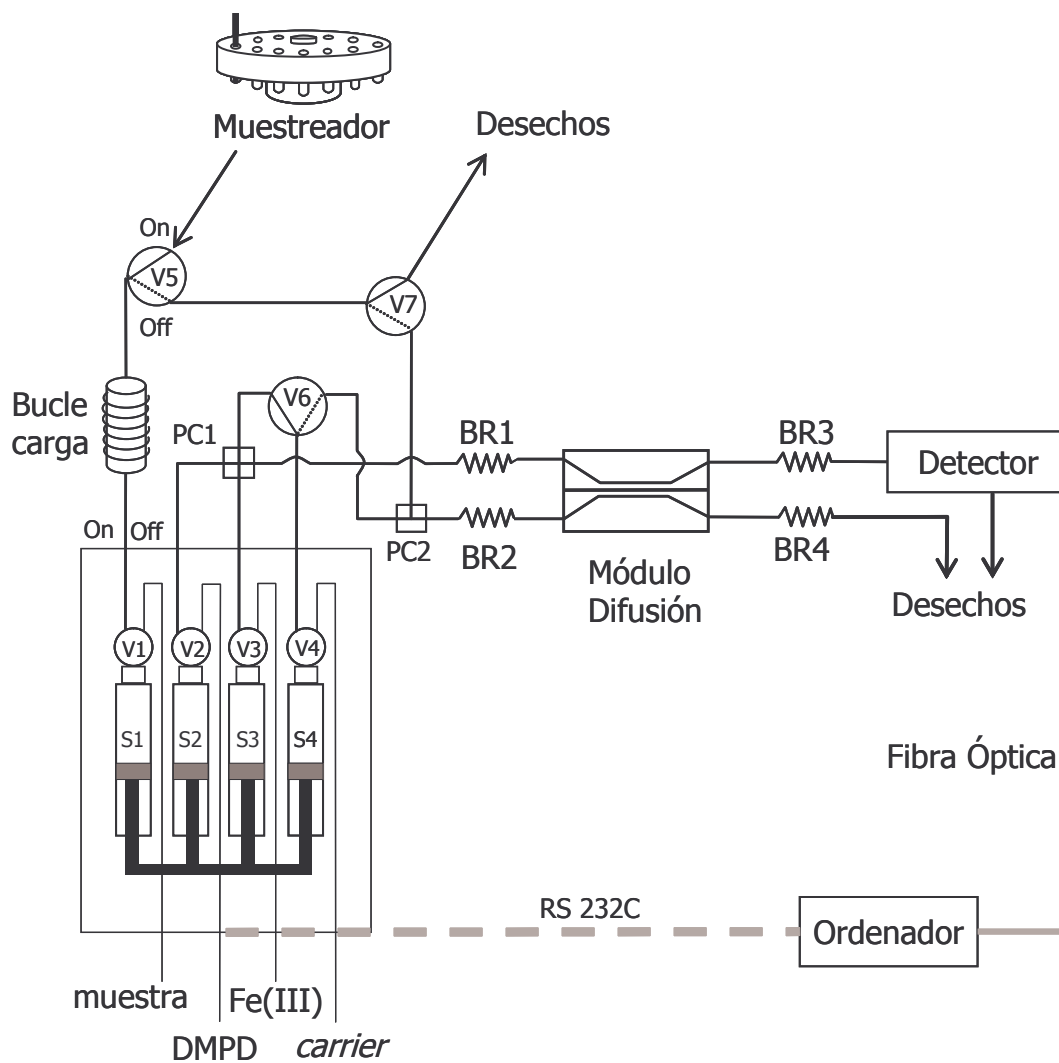 Muestreador
Desechos
On
V5
Off
V7
Bucle
carga
V6
PC1
BR1
BR3
Detector
On Off
PC2
BR2
BR4
Módulo
Difusión
Desechos
V1 V2 V3 V4
S1 S2 S3 S4
Fibra Óptica
RS 232C
Ordenador
muestra
Fe(III)
DMPD
carrier